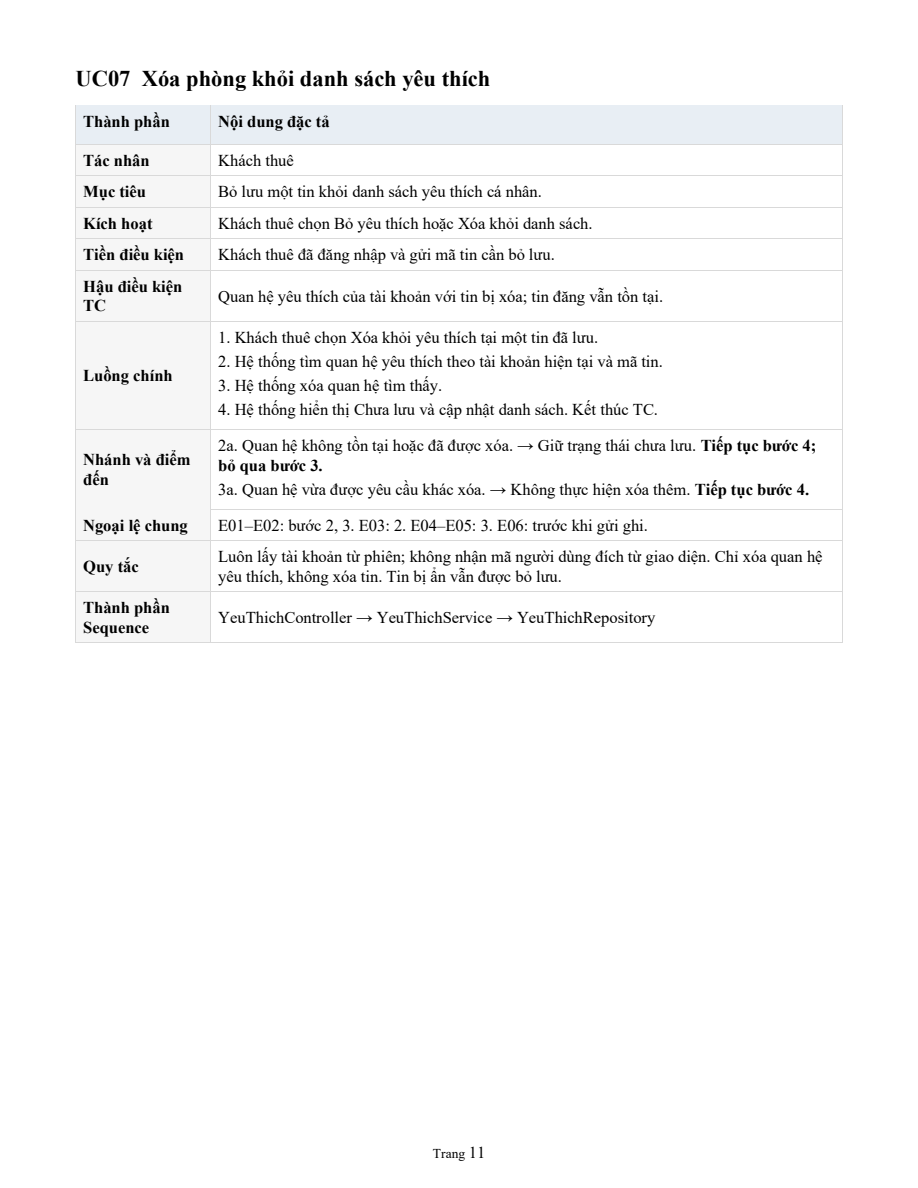 UC07 Xóa phòng khỏi danh sách yêu thích
Thành phần Nội dung đặc tả
Tác nhân Khách thuê
Mục tiêu Bỏ lưu một tin khỏi danh sách yêu thích cá nhân.
Kích hoạt Khách thuê chọn Bỏ yêu thích hoặc Xóa khỏi danh sách.
Tiền điều kiện Khách thuê đã đăng nhập và gửi mã tin cần bỏ lưu.
Hậu điều kiện
TC
Quan hệ yêu thích của tài khoản với tin bị xóa; tin đăng vẫn tồn tại.
Luồng chính
1. Khách thuê chọn Xóa khỏi yêu thích tại một tin đã lưu.
2. Hệ thống tìm quan hệ yêu thích theo tài khoản hiện tại và mã tin.
3. Hệ thống xóa quan hệ tìm thấy.
4. Hệ thống hiển thị Chưa lưu và cập nhật danh sách. Kết thúc TC.
Nhánh và điểm
đến
2a. Quan hệ không tồn tại hoặc đã được xóa. → Giữ trạng thái chưa lưu. Tiếp tục bước 4;
bỏ qua bước 3.
3a. Quan hệ vừa được yêu cầu khác xóa. → Không thực hiện xóa thêm. Tiếp tục bước 4.
Ngoại lệ chung E01–E02: bước 2, 3. E03: 2. E04–E05: 3. E06: trước khi gửi ghi.
Quy tắc
Luôn lấy tài khoản từ phiên; không nhận mã người dùng đích từ giao diện. Chỉ xóa quan hệ
yêu thích, không xóa tin. Tin bị ẩn vẫn được bỏ lưu.
Thành phần
Sequence
YeuThichController → YeuThichService → YeuThichRepository
Trang 11